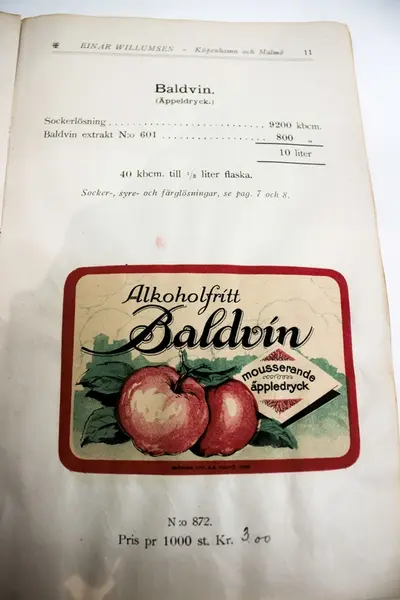 EINAR WILLUMSEN – Köpenhamn och Malmö 11
Baldvin.
(Äppeldryck.)
Sockerlösning 9200 kbcm.
Baldvin extrakt N:o 601 800 „
10 liter
40 kbcm. till 1/8 liter flaska.
Socker-, syre- och färglösningar, se pag. 7 och 8.
Alkoholfritt
Baldvin
mousserande
äppledryck
N:o 872.
Pris pr 1000 st. Kr. 3.00